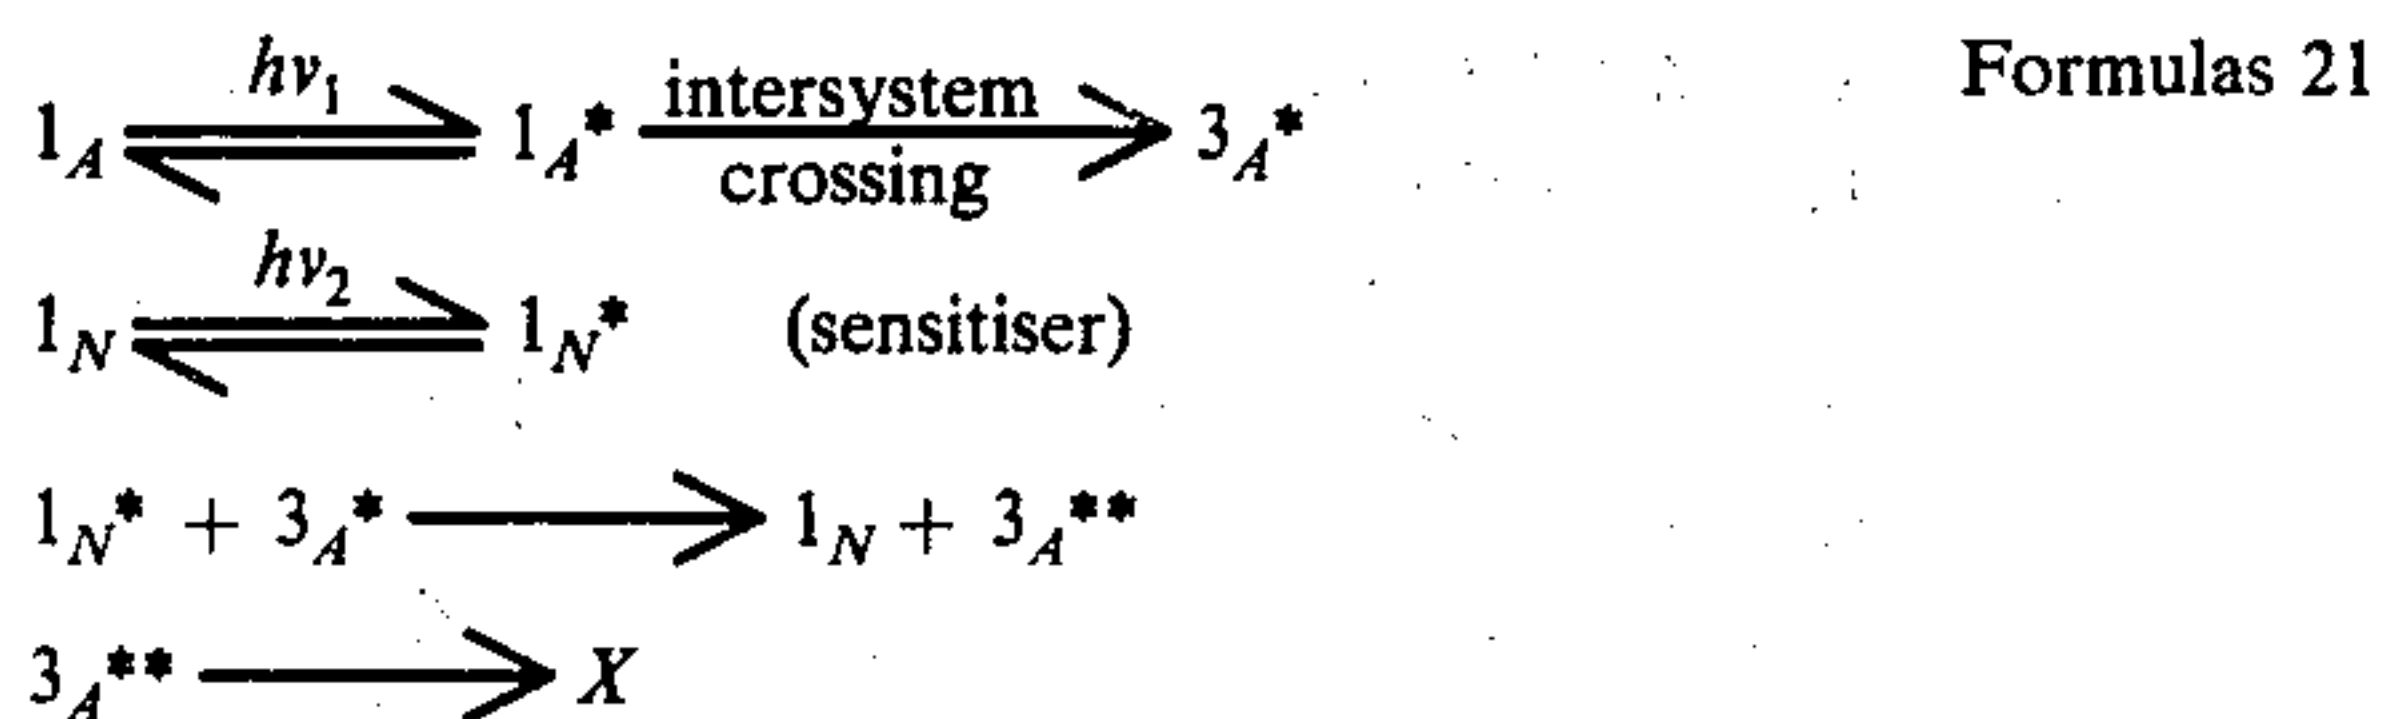 hν₁ Formulas 21
1_A ⇌ 1_A* intersystem crossing → 3_A*
hν₂
1_N ⇌ 1_N* (sensitiser)
1_N* + 3_A* → 1_N + 3_A**
3_A** → X